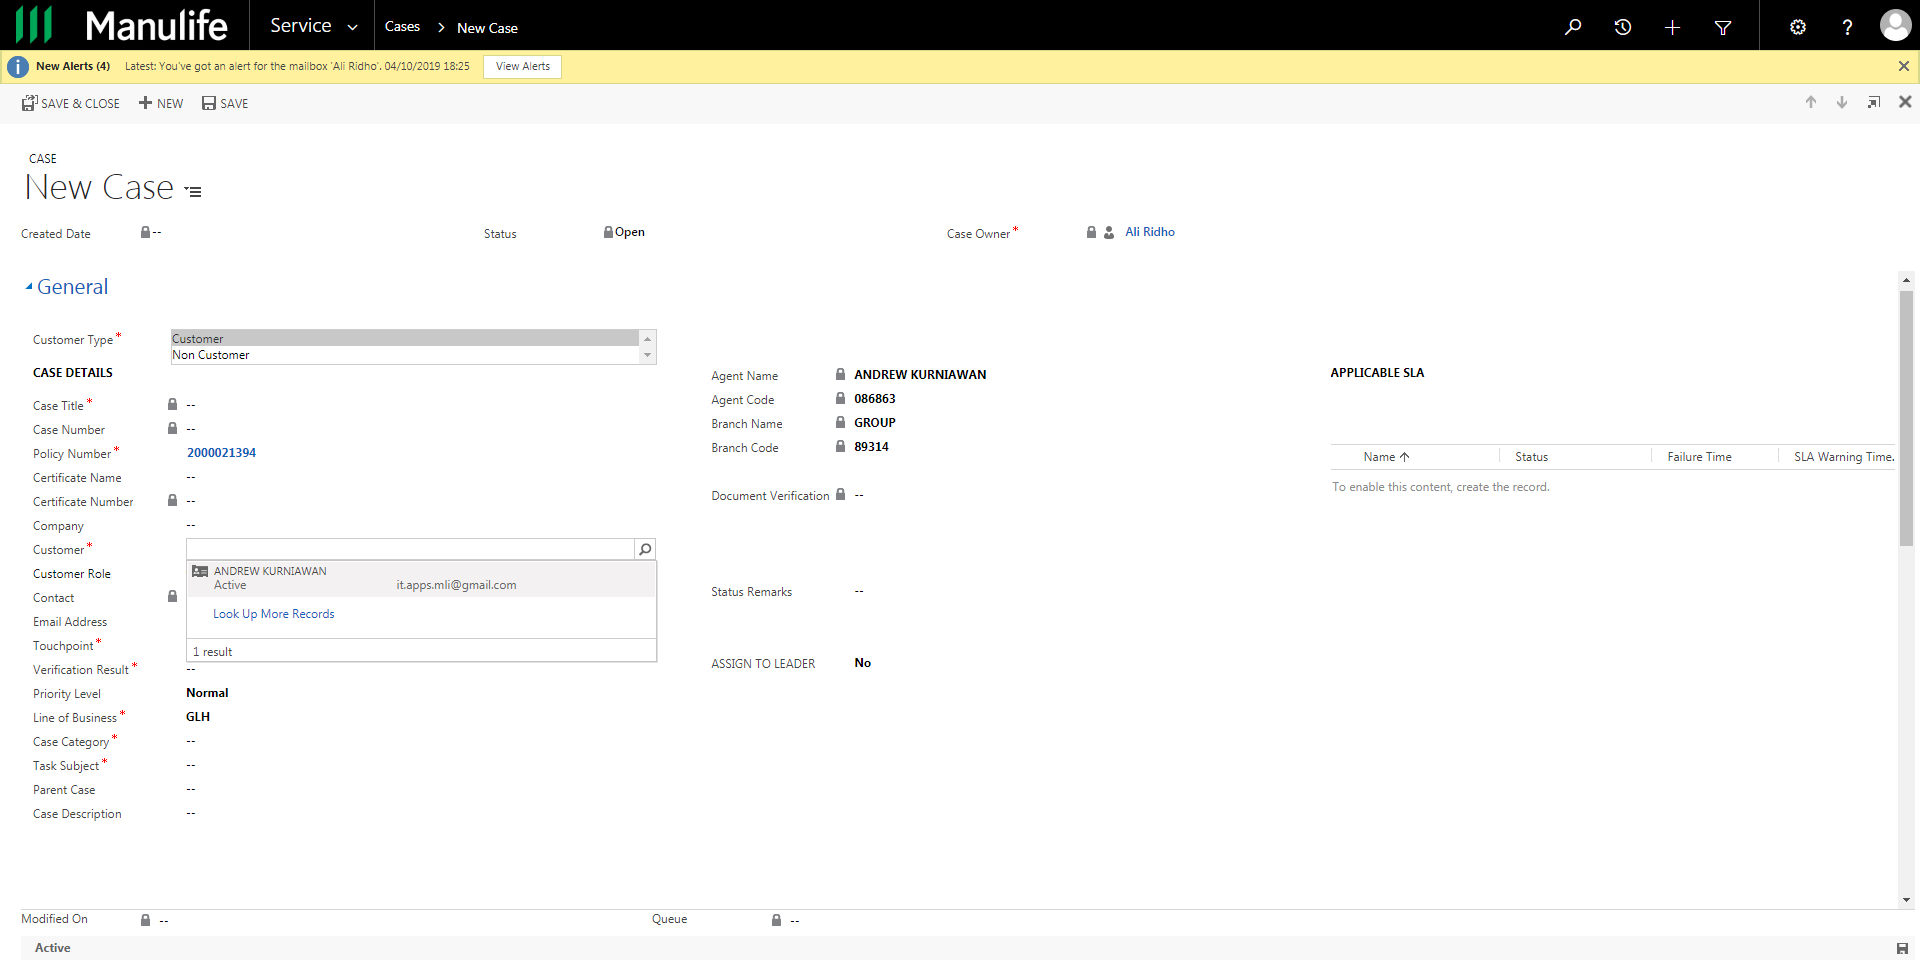 Manulife Service Cases New Case
New Alerts (4) Latest: You've got an alert for the mailbox 'Ali Ridho'. 04/10/2019 18:25 View Alerts
SAVE & CLOSE NEW SAVE
CASE
New Case
Created Date -- Status Open Case Owner* Ali Ridho
General
Customer Type* Customer
Non Customer
CASE DETAILS
Agent Name ANDREW KURNIAWAN
APPLICABLE SLA
Case Title* --
Agent Code 086863
Case Number --
Branch Name GROUP
Policy Number* 2000021394
Branch Code 89314
Name Status Failure Time SLA Warning Time.
Certificate Name --
To enable this content, create the record.
Certificate Number --
Document Verification --
Company --
Customer*
Customer Role
ANDREW KURNIAWAN
Active it.apps.mli@gmail.com
Contact
Status Remarks --
Look Up More Records
Email Address
Touchpoint*
1 result
Verification Result* --
ASSIGN TO LEADER No
Priority Level Normal
Line of Business* GLH
Case Category* --
Task Subject* --
Parent Case --
Case Description --
Modified On -- Queue --
Active